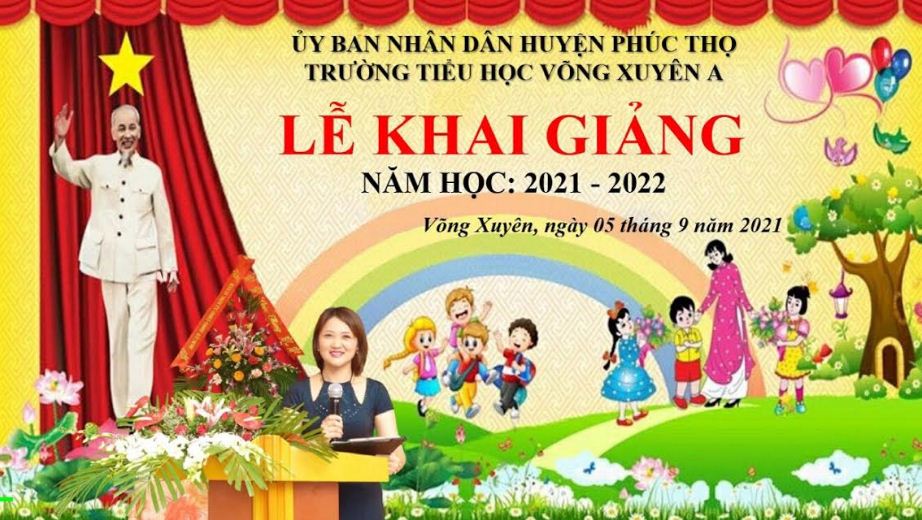 ỦY BAN NHÂN DÂN HUYỆN PHÚC THỌ
TRƯỜNG TIỂU HỌC VÕNG XUYÊN A
LỄ KHAI GIẢNG
NĂM HỌC: 2021 - 2022
Võng Xuyên, ngày 05 tháng 9 năm 2021